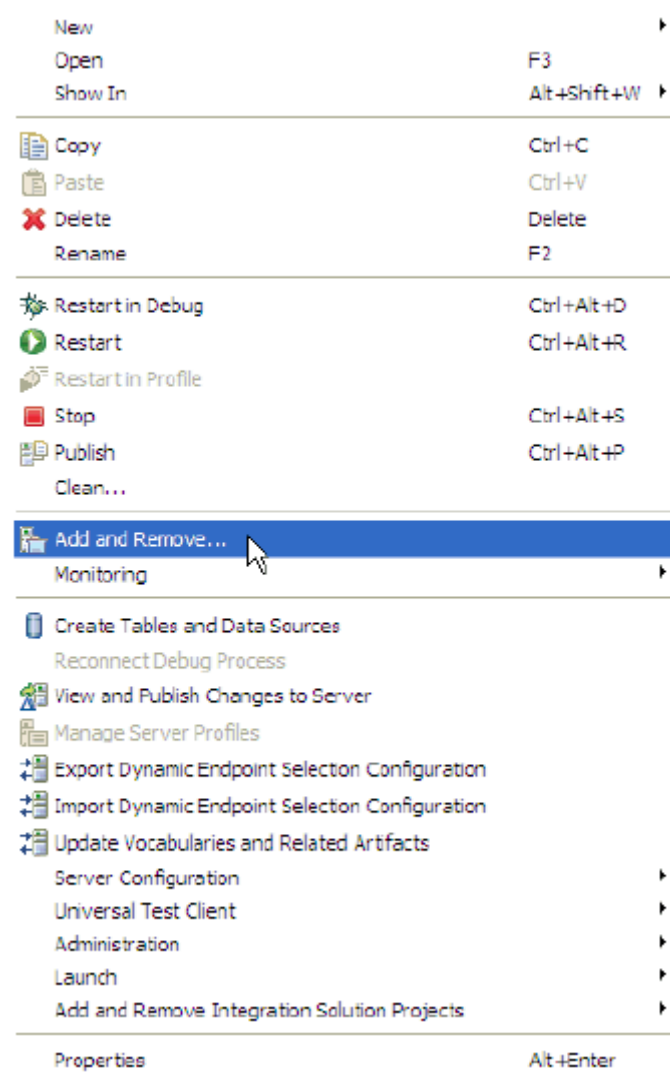 New
Open F3
Show In Alt+Shift+W
Copy Ctrl+C
Paste Ctrl+V
Delete Delete
Rename F2
Restart in Debug Ctrl+Alt+D
Restart Ctrl+Alt+R
Restart in Profile
Stop Ctrl+Alt+S
Publish Ctrl+Alt+P
Clean...
Add and Remove...
Monitoring
Create Tables and Data Sources
Reconnect Debug Process
View and Publish Changes to Server
Manage Server Profiles
Export Dynamic Endpoint Selection Configuration
Import Dynamic Endpoint Selection Configuration
Update Vocabularies and Related Artifacts
Server Configuration
Universal Test Client
Administration
Launch
Add and Remove Integration Solution Projects
Properties Alt+Enter